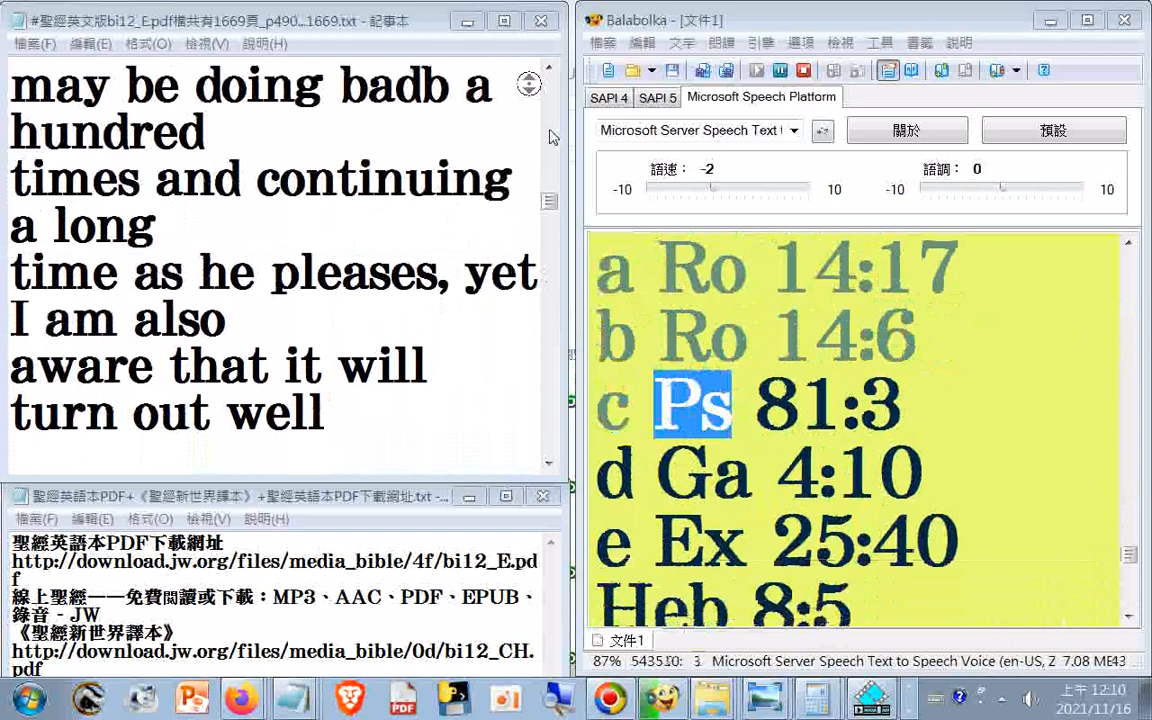 #聖經英文版bi12_E.pdf檔共有1669頁_p490...1669.txt - 記事本
檔案(F) 編輯(E) 格式(O) 檢視(V) 說明(H)
may be doing badb a
hundred
times and continuing
a long
time as he pleases, yet
I am also
aware that it will
turn out well
聖經英語本PDF+《聖經新世界譯本》+聖經英語本PDF下載網址.txt -...
檔案(F) 編輯(E) 格式(O) 檢視(V) 說明(H)
聖經英語本PDF下載網址
http://download.jw.org/files/media_bible/4f/bi12_E.pd
f
線上聖經——免費閱讀或下載：MP3、AAC、PDF、EPUB、
錄音 - JW
《聖經新世界譯本》
http://download.jw.org/files/media_bible/0d/bi12_CH.
pdf
Balabolka - [文件1]
檔案 編輯 文字 朗讀 引擎 選項 檢視 工具 書籤 說明
SAPI 4 SAPI 5 Microsoft Speech Platform
Microsoft Server Speech Text 關於 預設
語速： -2 語調： 0
-10 10 -10 10
a Ro 14:17
b Ro 14:6
c Ps 81:3
d Ga 4:10
e Ex 25:40
Heb 8:5
文件1
87% Microsoft Server Speech Text to Speech Voice (en-US, Z 7.08 ME
上午 12:10
2021/11/16